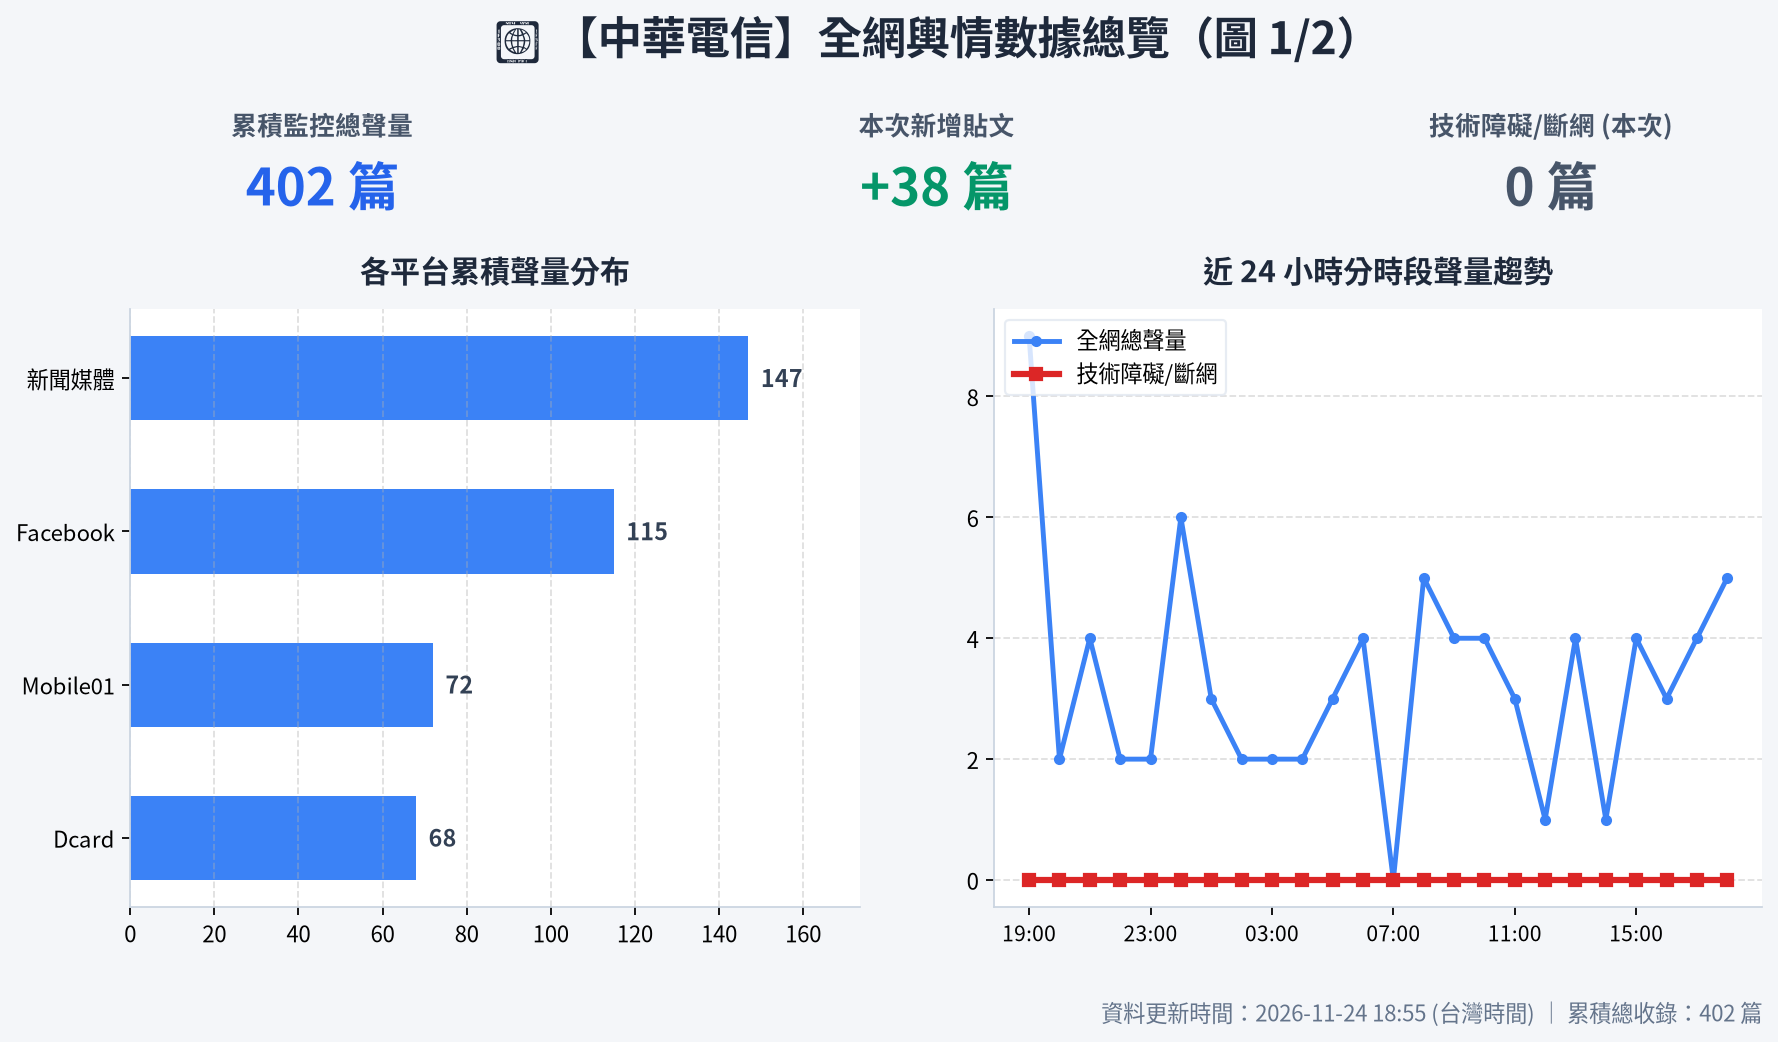 【中華電信】全網輿情數據總覽（圖 1/2）
累積監控總聲量
402 篇
本次新增貼文
+38 篇
技術障礙/斷網 (本次)
0 篇
各平台累積聲量分布
新聞媒體
147
Facebook
115
Mobile01
72
Dcard
68
0 20 40 60 80 100 120 140 160
近 24 小時分時段聲量趨勢
全網總聲量
技術障礙/斷網
8
6
4
2
0
19:00 23:00 03:00 07:00 11:00 15:00
資料更新時間：2026-11-24 18:55 (台灣時間) ｜ 累積總收錄：402 篇